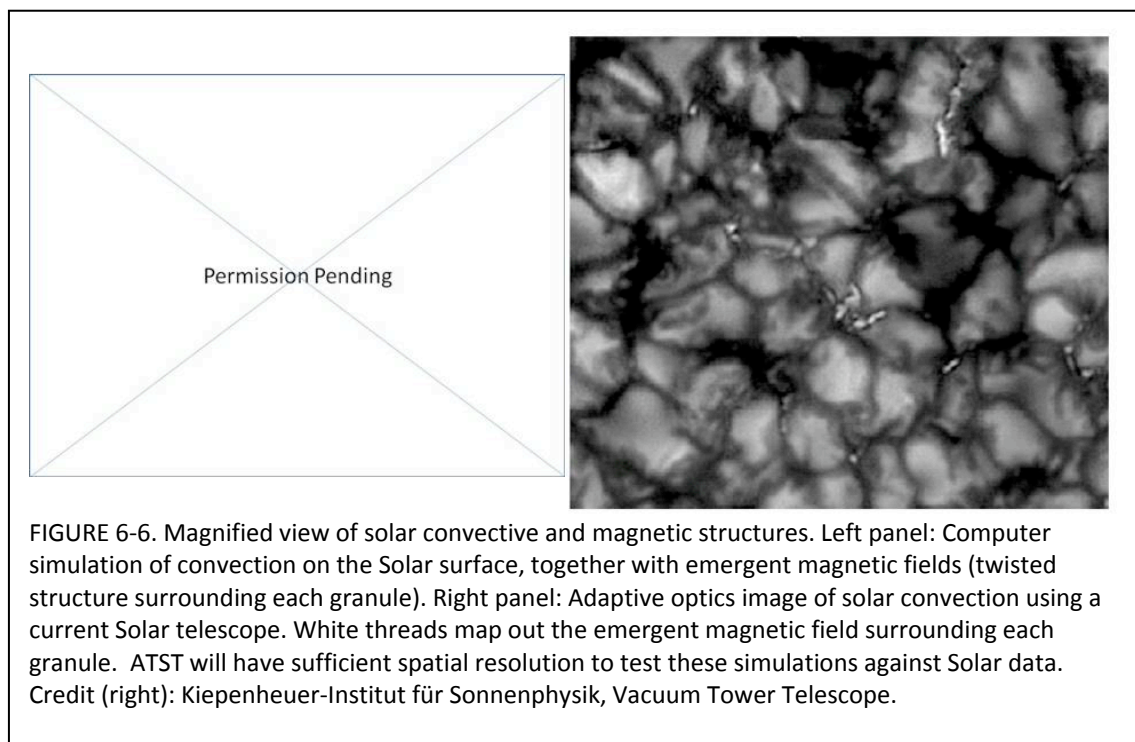 Permission Pending
FIGURE 6-6. Magnified view of solar convective and magnetic structures. Left panel: Computer
simulation of convection on the Solar surface, together with emergent magnetic fields (twisted
structure surrounding each granule). Right panel: Adaptive optics image of solar convection using a
current Solar telescope. White threads map out the emergent magnetic field surrounding each
granule.  ATST will have sufficient spatial resolution to test these simulations against Solar data.
Credit (right): Kiepenheuer-Institut für Sonnenphysik, Vacuum Tower Telescope.